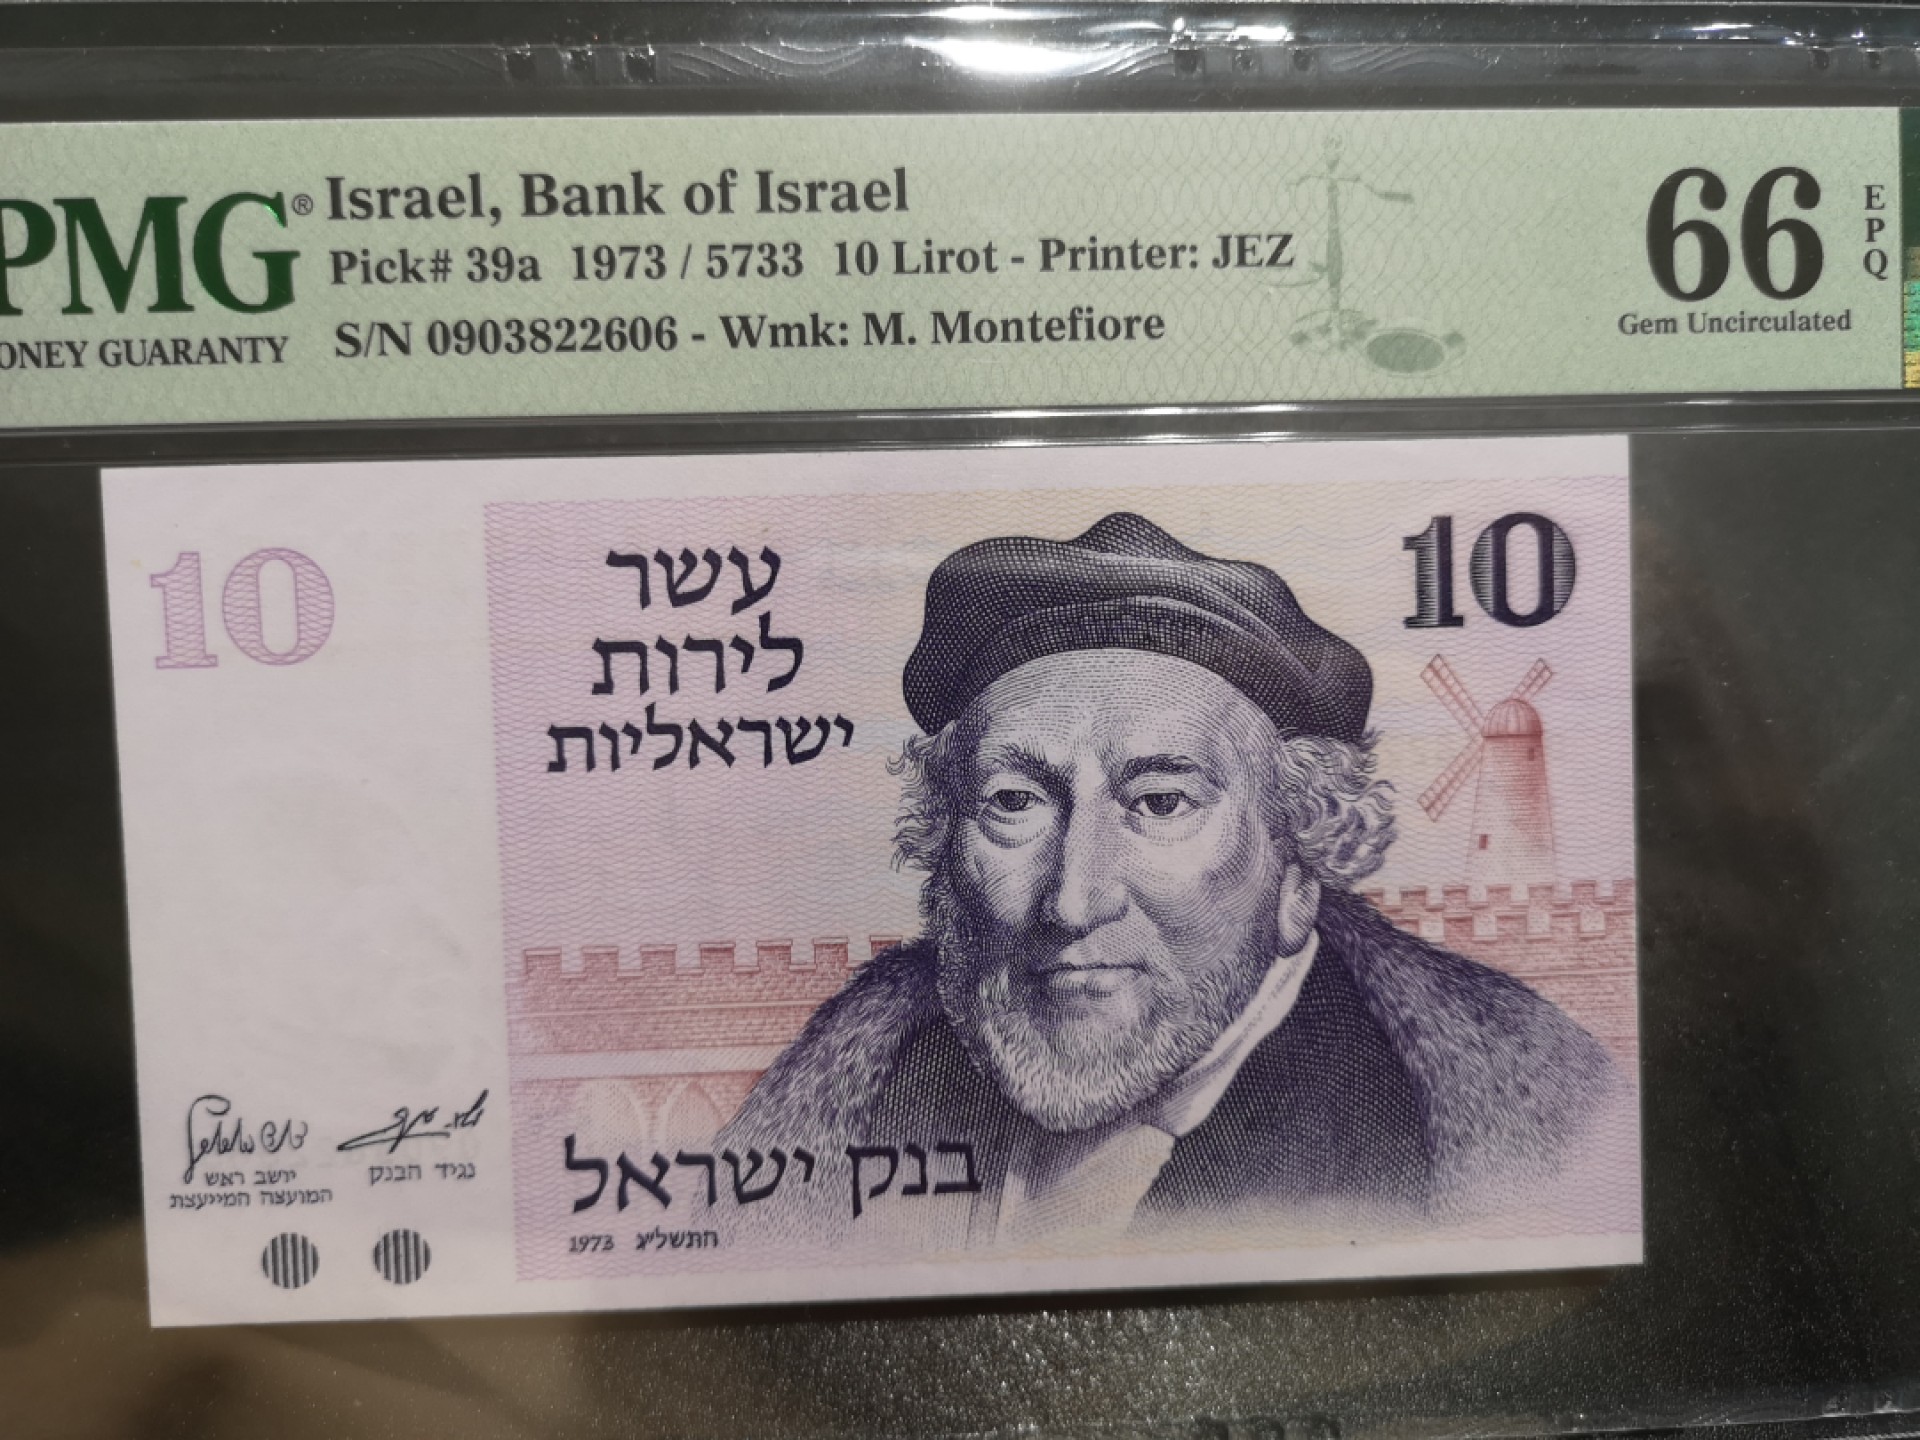 PMG®
ONEY GUARANTY
Israel, Bank of Israel
Pick# 39a 1973 / 5733 10 Lirot - Printer: JEZ
S/N 0903822606 - Wmk: M. Montefiore
66
EPQ
Gem Uncirculated
10
עשר
לירות
ישראליות
10
נגיד הבנק
יושב ראש
המועצה המייעצת
בנק ישראל
1973 התשל״ג